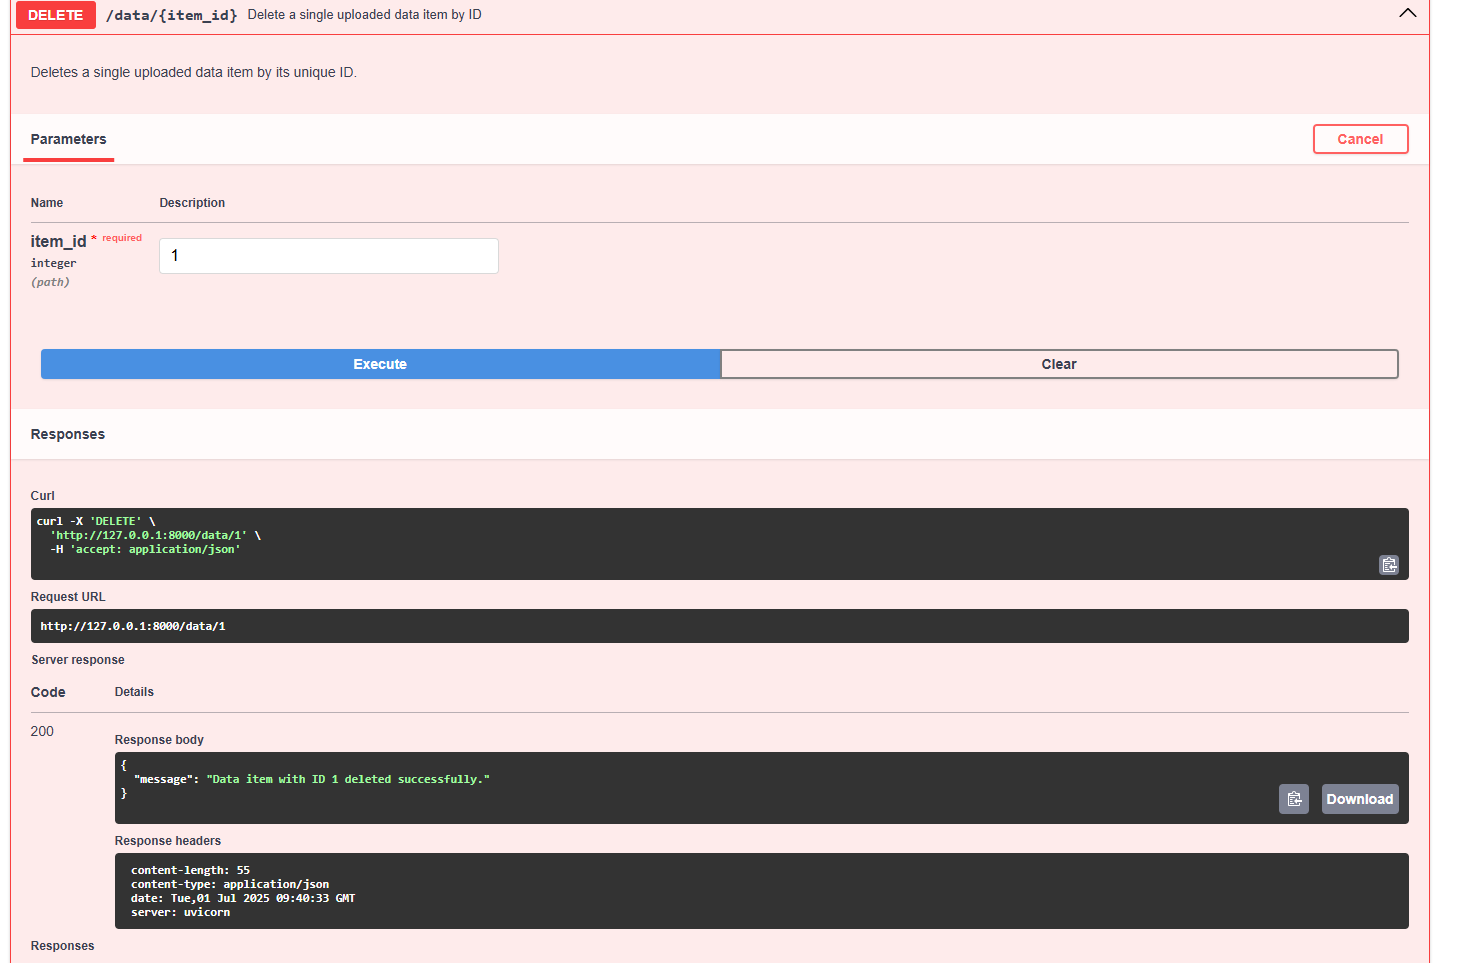 DELETE /data/{item_id} Delete a single uploaded data item by ID
Deletes a single uploaded data item by its unique ID.
Parameters
Cancel
Name Description
item_id * required
integer
(path)
1
Execute
Clear
Responses
Curl
curl -X 'DELETE' \
  'http://127.0.0.1:8000/data/1' \
  -H 'accept: application/json'
Request URL
http://127.0.0.1:8000/data/1
Server response
Code Details
200
Response body
{
  "message": "Data item with ID 1 deleted successfully."
}
Download
Response headers
content-length: 55
content-type: application/json
date: Tue,01 Jul 2025 09:40:33 GMT
server: uvicorn
Responses